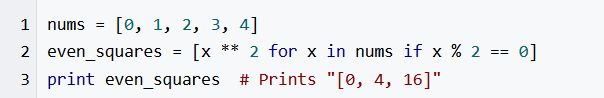 1 nums = [0, 1, 2, 3, 4]
2 even_squares = [x ** 2 for x in nums if x % 2 == 0]
3 print even_squares  # Prints "[0, 4, 16]"